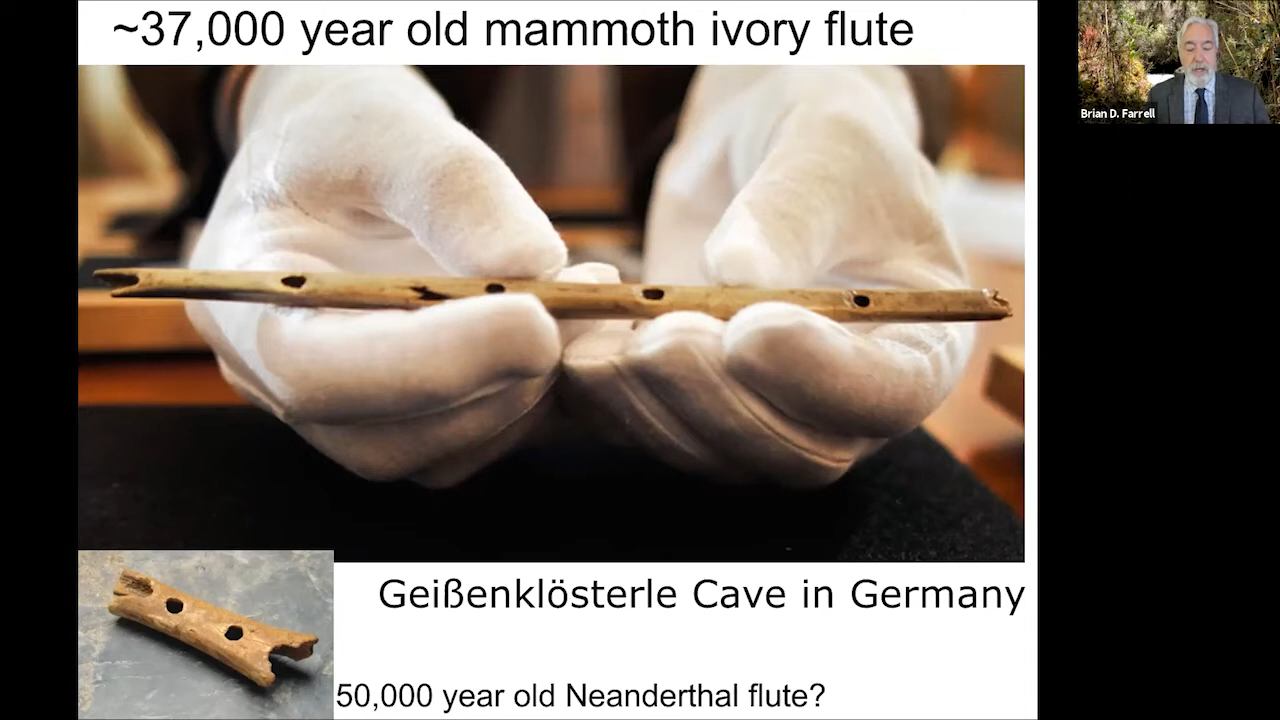 ~37,000 year old mammoth ivory flute
Brian D. Farrell
Geißenklösterle Cave in Germany
50,000 year old Neanderthal flute?